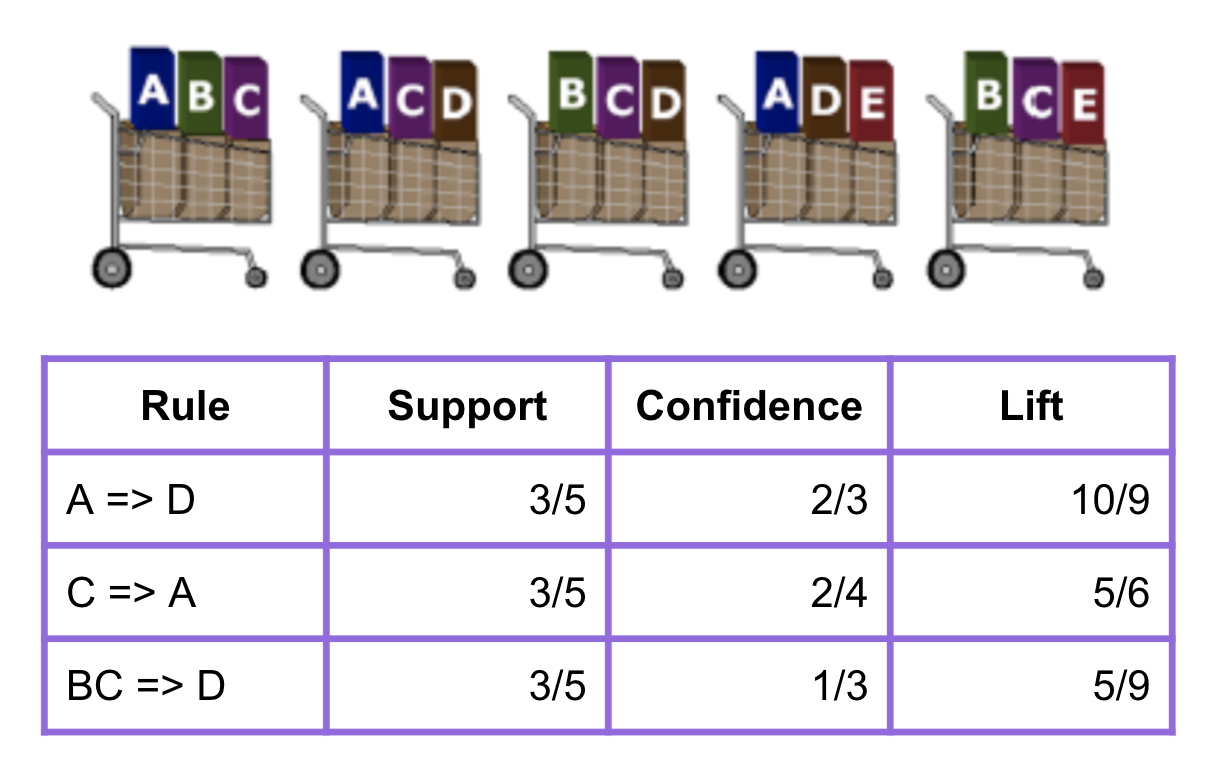 A B C A C D B C D A D E B C E
Rule Support Confidence Lift
A => D 3/5 2/3 10/9
C => A 3/5 2/4 5/6
BC => D 3/5 1/3 5/9